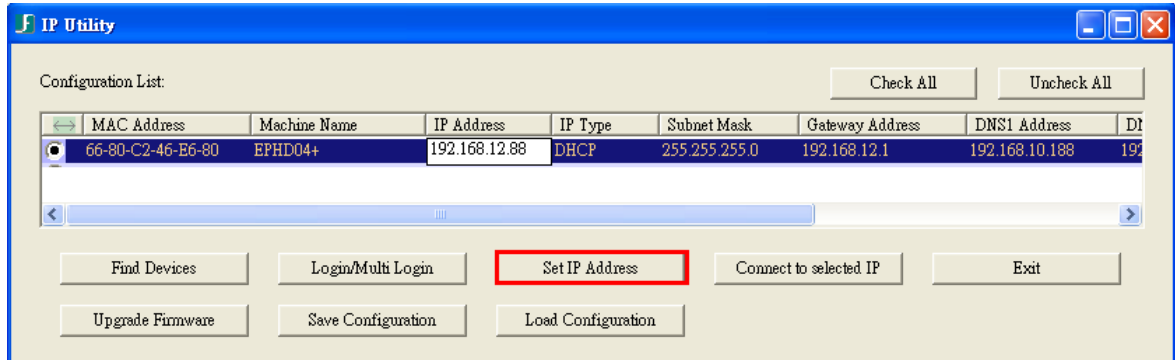 IP Utility
Configuration List:
Check All
Uncheck All
MAC Address Machine Name IP Address IP Type Subnet Mask Gateway Address DNS1 Address
66-80-C2-46-E6-80 EPHD04+ 192.168.12.88 DHCP 255.255.255.0 192.168.12.1 192.168.10.188 192
Find Devices Login/Multi Login Set IP Address Connect to selected IP Exit
Upgrade Firmware Save Configuration Load Configuration